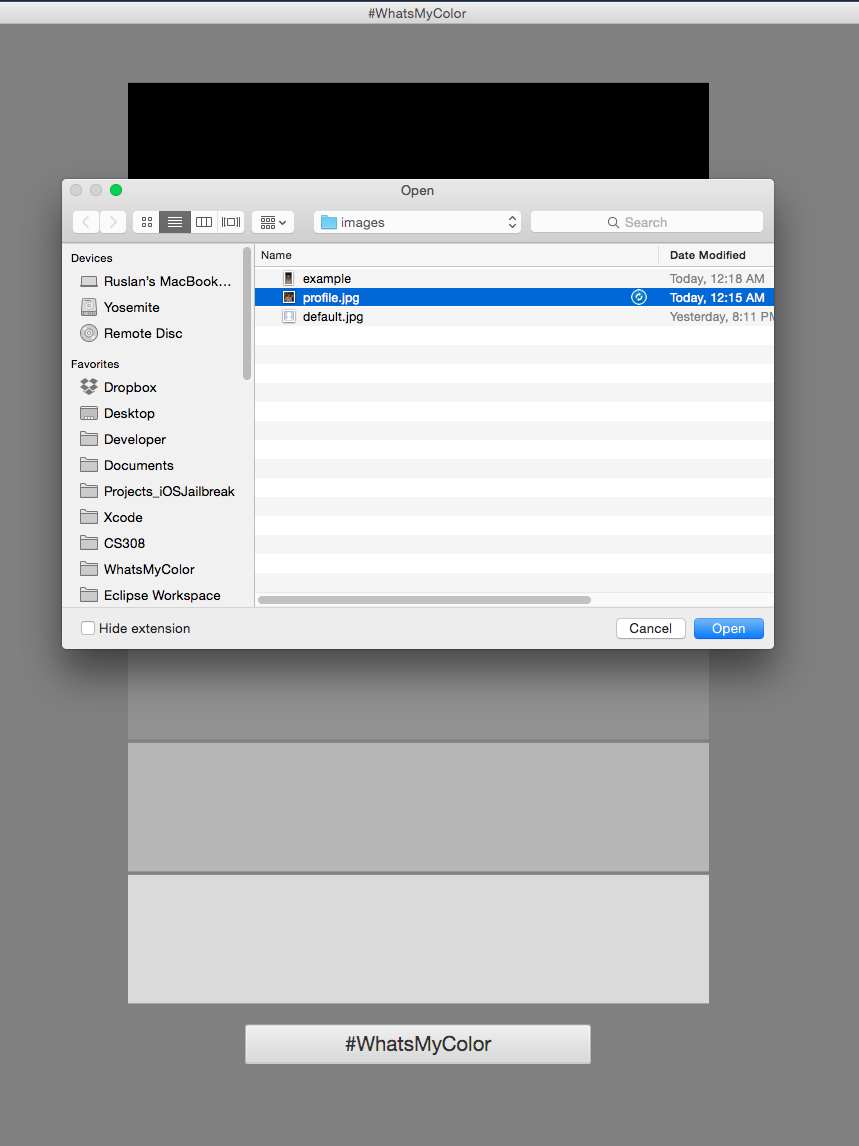 #WhatsMyColor
Open
images
Search
Devices
Ruslan's MacBook...
Yosemite
Remote Disc
Favorites
Dropbox
Desktop
Developer
Documents
Projects_iOSJailbreak
Xcode
CS308
WhatsMyColor
Eclipse Workspace
Name Date Modified
example Today, 12:18 AM
profile.jpg Today, 12:15 AM
default.jpg Yesterday, 8:11 PM
Hide extension Cancel Open
#WhatsMyColor